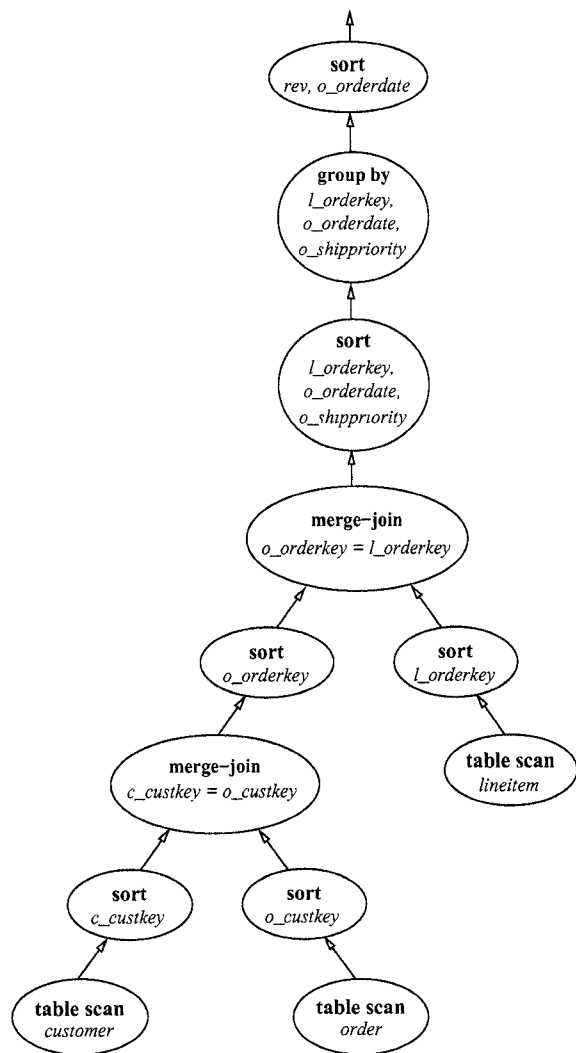 sort
rev, o_orderdate
group by
l_orderkey,
o_orderdate,
o_shippriority
sort
l_orderkey,
o_orderdate,
o_shippriority
merge-join
o_orderkey = l_orderkey
sort
o_orderkey
sort
l_orderkey
merge-join
c_custkey = o_custkey
table scan
lineitem
sort
c_custkey
sort
o_custkey
table scan
customer
table scan
order